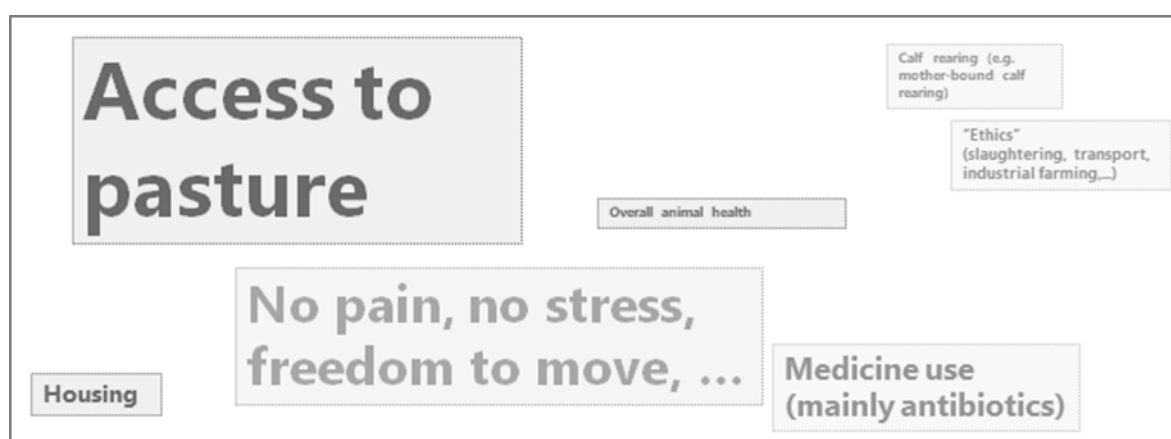 Access to
pasture
Calf rearing (e.g.
mother-bound calf
rearing)
"Ethics"
(slaughtering, transport,
industrial farming,...)
Overall animal health
No pain, no stress,
freedom to move, ...
Housing
Medicine use
(mainly antibiotics)